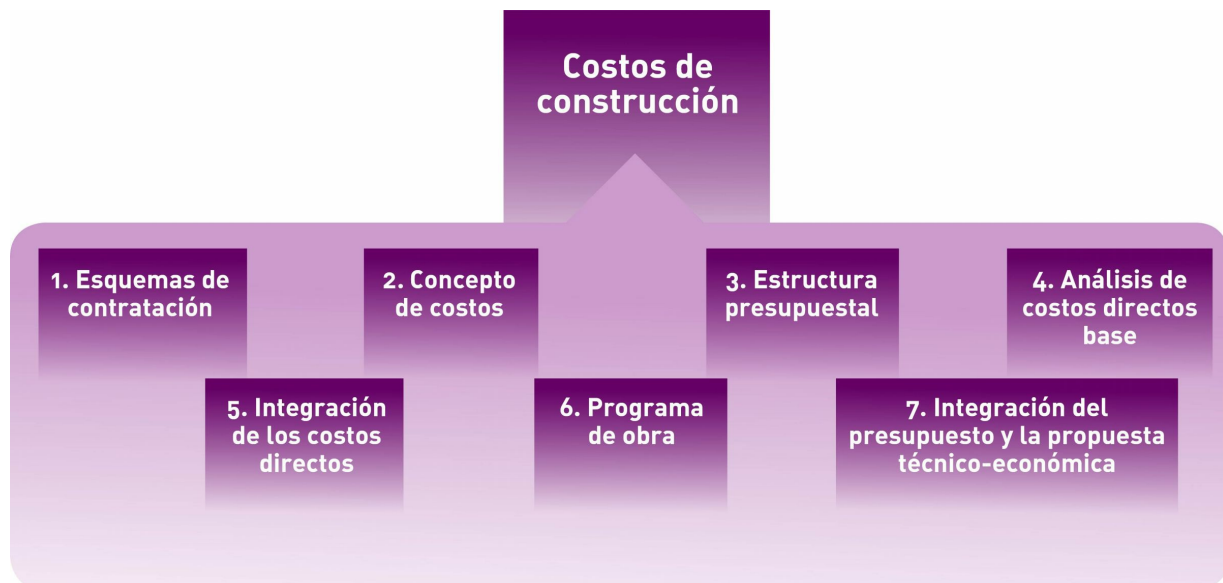 Costos de
construcción
1. Esquemas de
contratación
2. Concepto
de costos
3. Estructura
presupuestal
4. Análisis de
costos directos
base
5. Integración
de los costos
directos
6. Programa
de obra
7. Integración del
presupuesto y la propuesta
técnico-económica